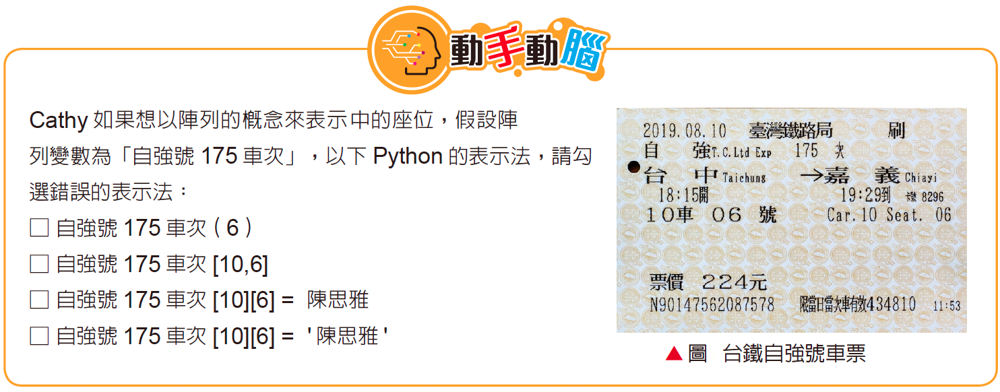 動手動腦
Cathy 如果想以陣列的概念來表示中的座位，假設陣
列變數為「自強號 175 車次」，以下 Python 的表示法，請勾
選錯誤的表示法：
□ 自強號 175 車次（6）
□ 自強號 175 車次 [10,6]
□ 自強號 175 車次 [10][6] = 陳思雅
□ 自強號 175 車次 [10][6] = ' 陳思雅 '
2019.08.10 臺灣鐵路局 刷
自 強T.C.Ltd Exp 175 次
台 中 Taichung →嘉 義 Chiayi
18:15開 19:29到 卡號 8296
10車 06 號 Car.10 Seat. 06
票價 224元
N90147562087578 限當日當次車有效434810 11:53
▲圖 台鐵自強號車票